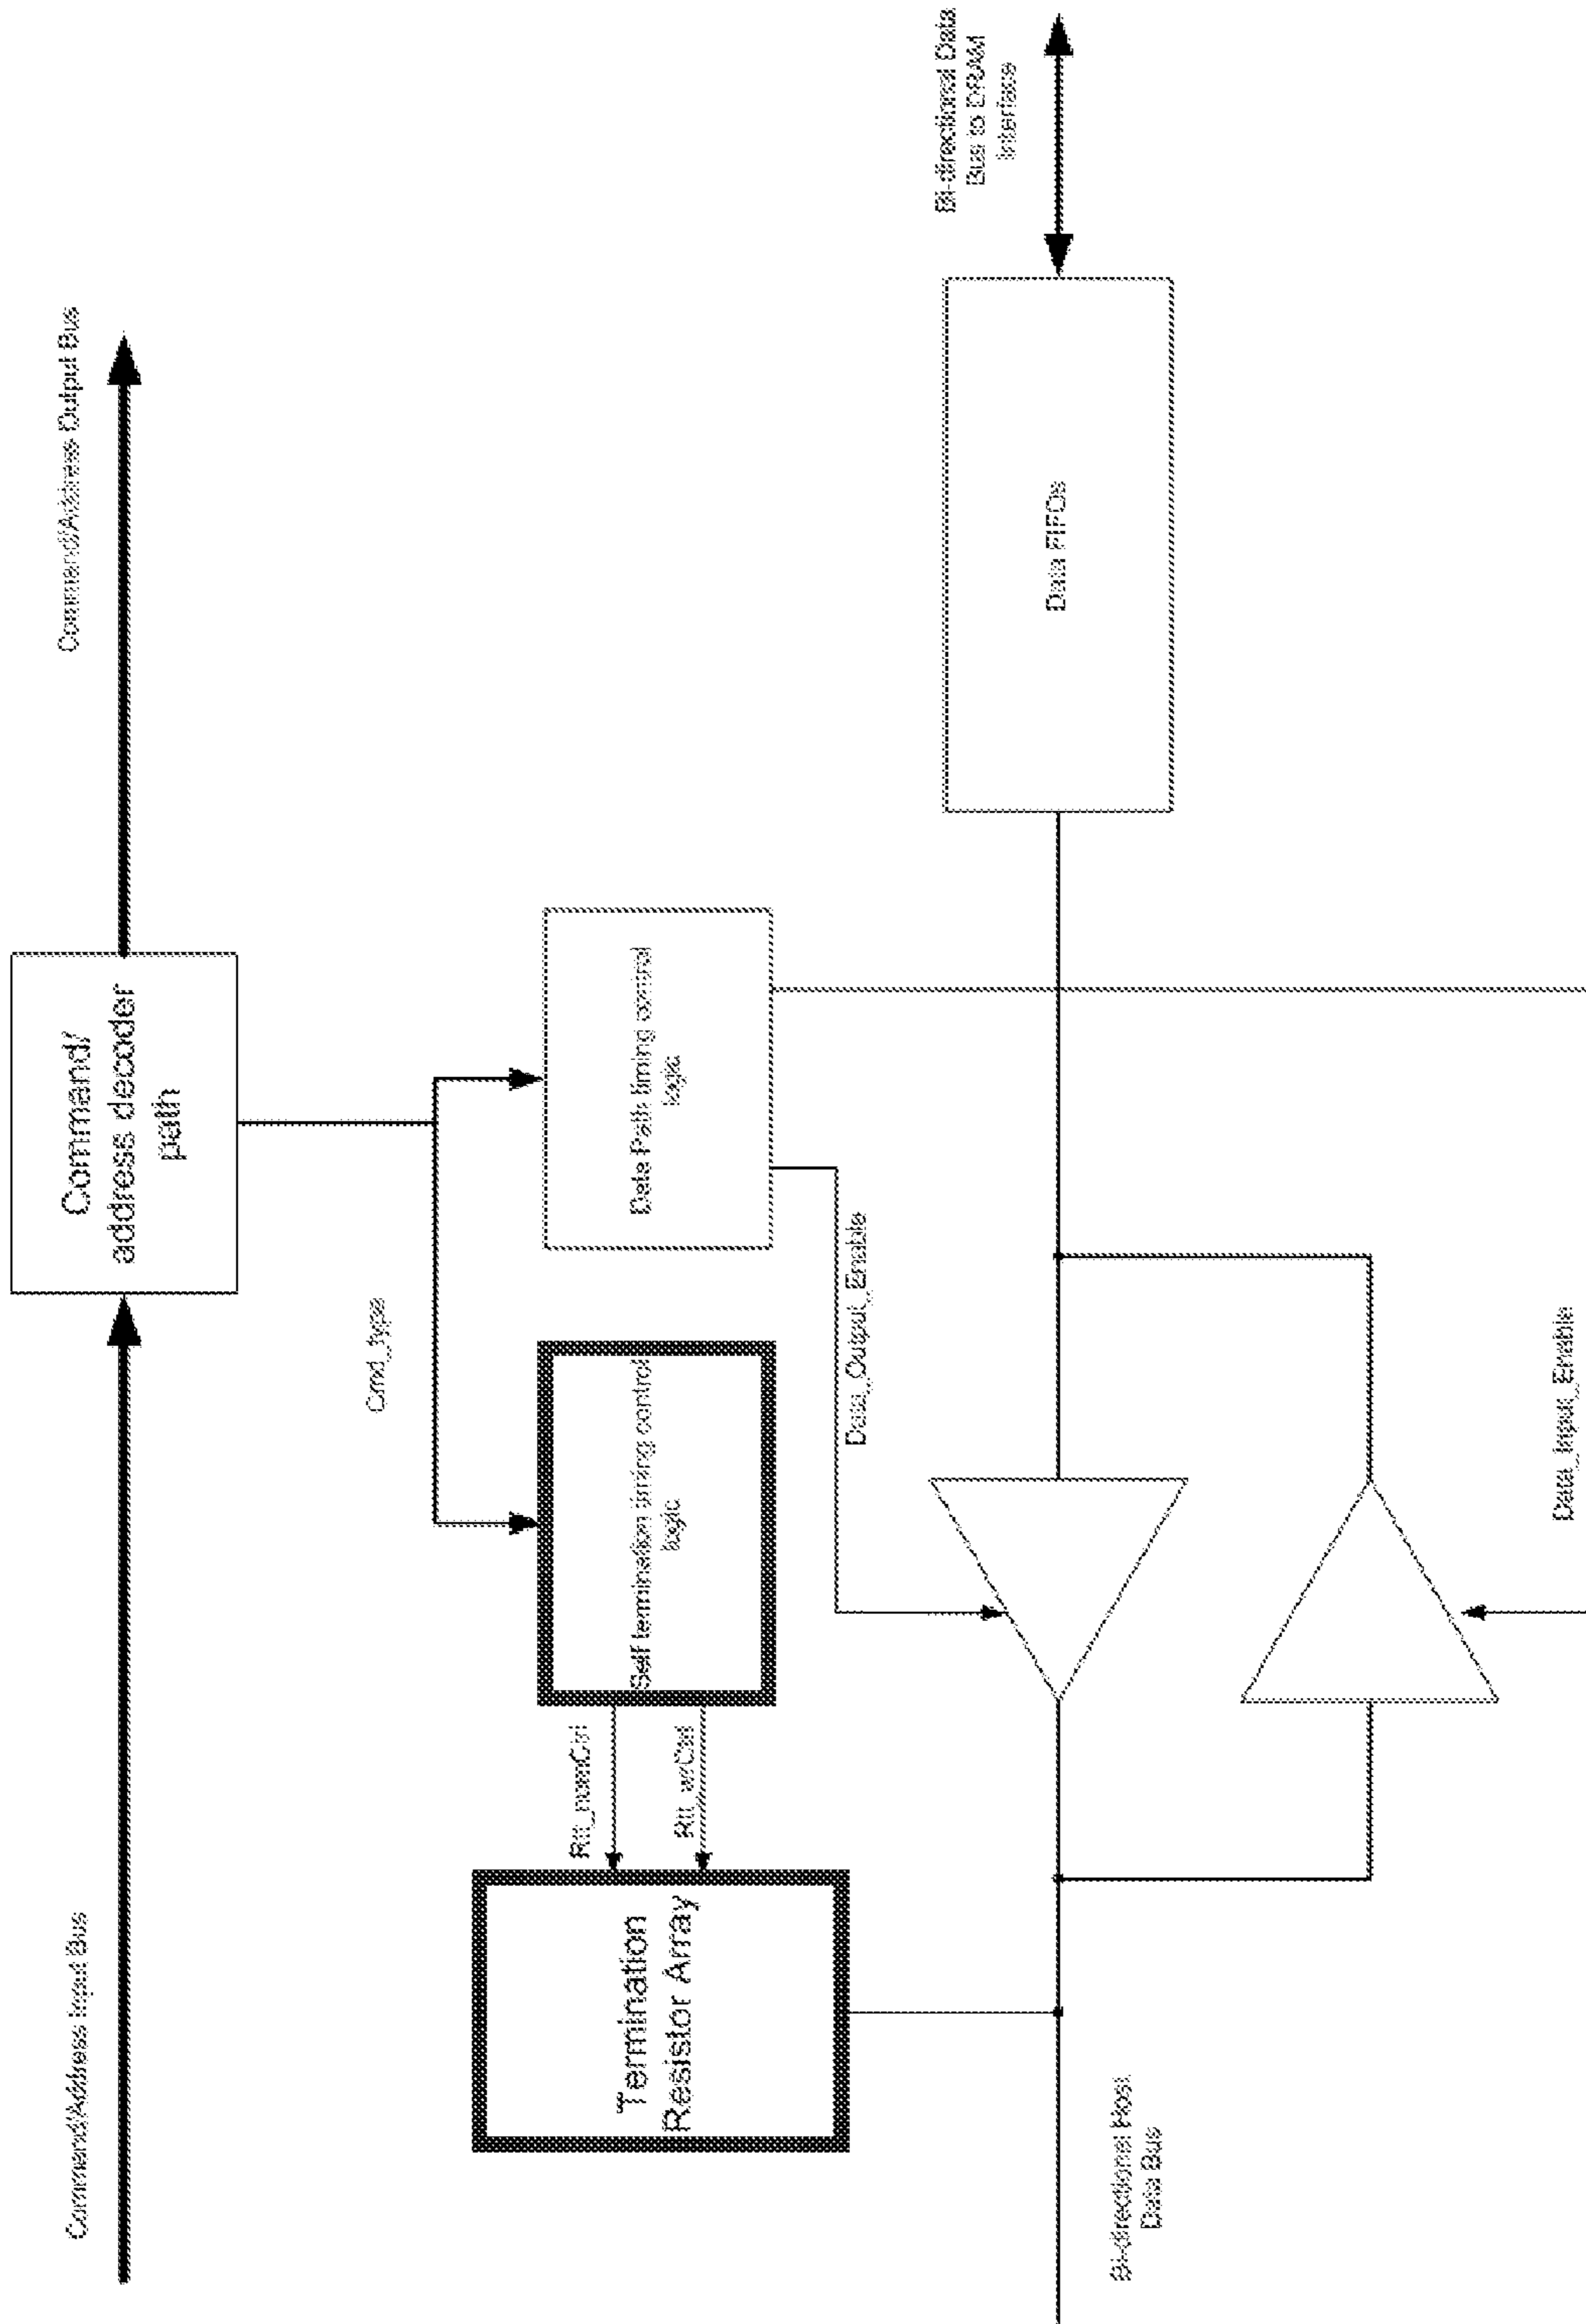 Command/Address Input Bus
Command/
address decoder
path
Command/Address Output Bus
Cmd_type
Termination
Resistor Array
Rtt_nomCtrl
Rtt_wrCtrl
Self termination timing control
logic
Data Path timing control
logic
Data_Output_Enable
Bi-directional Host
Data Bus
Data FIFOs
Bi-directional Data
Bus to DRAM
Interface
Data_Input_Enable